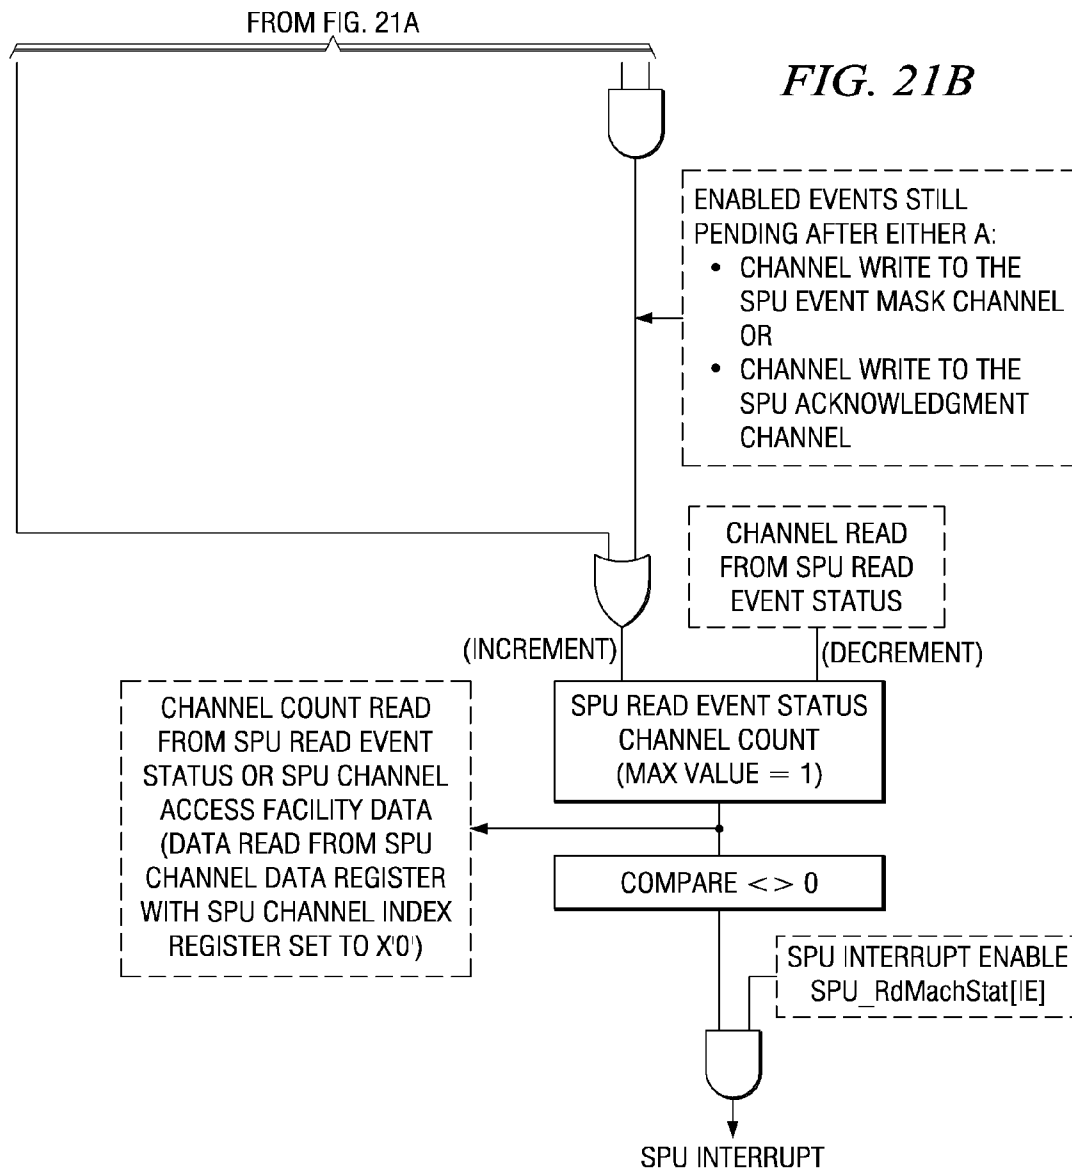 FROM FIG. 21A
FIG. 21B
ENABLED EVENTS STILL
PENDING AFTER EITHER A:
• CHANNEL WRITE TO THE
SPU EVENT MASK CHANNEL
OR
• CHANNEL WRITE TO THE
SPU ACKNOWLEDGMENT
CHANNEL
CHANNEL READ
FROM SPU READ
EVENT STATUS
(INCREMENT)
(DECREMENT)
SPU READ EVENT STATUS
CHANNEL COUNT
(MAX VALUE = 1)
CHANNEL COUNT READ
FROM SPU READ EVENT
STATUS OR SPU CHANNEL
ACCESS FACILITY DATA
(DATA READ FROM SPU
CHANNEL DATA REGISTER
WITH SPU CHANNEL INDEX
REGISTER SET TO X'0')
COMPARE < > 0
SPU INTERRUPT ENABLE
SPU_RdMachStat[IE]
SPU INTERRUPT